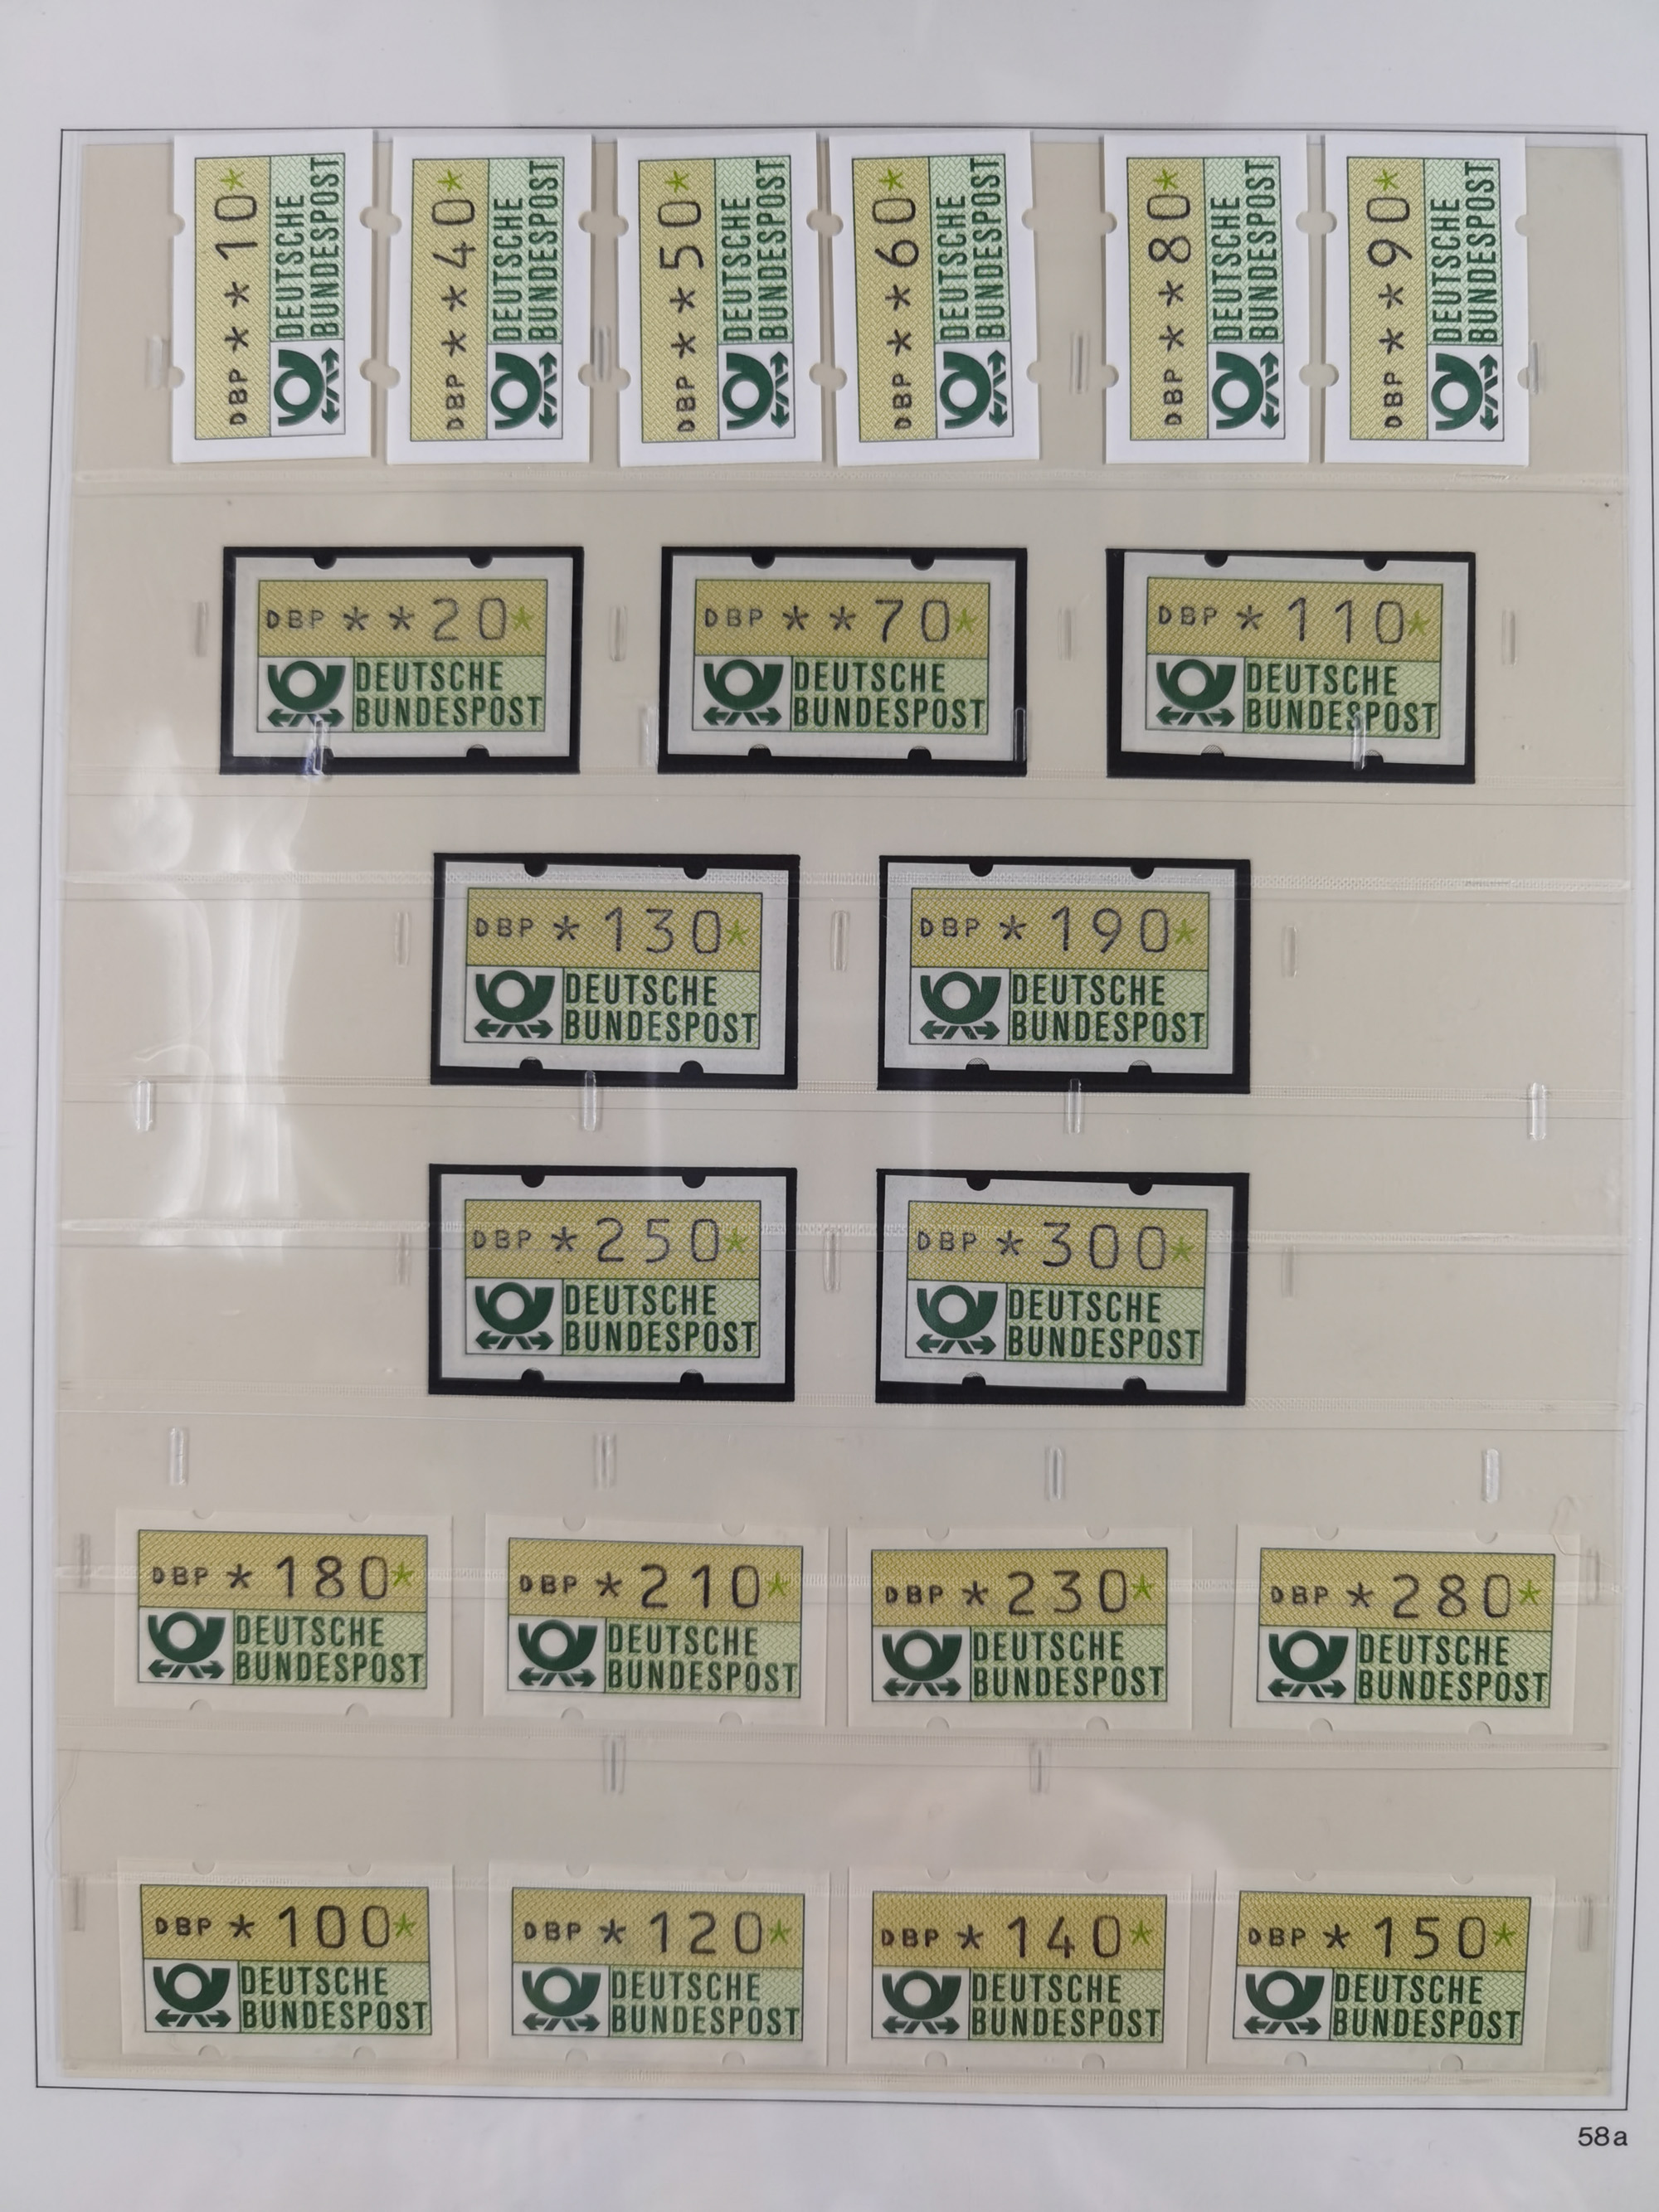 DBP **10*
DEUTSCHE
BUNDESPOST
DBP **40*
DEUTSCHE
BUNDESPOST
DBP **50*
DEUTSCHE
BUNDESPOST
DBP **60*
DEUTSCHE
BUNDESPOST
DBP **80*
DEUTSCHE
BUNDESPOST
DBP **90*
DEUTSCHE
BUNDESPOST
DBP **20*
DEUTSCHE
BUNDESPOST
DBP **70*
DEUTSCHE
BUNDESPOST
DBP *110*
DEUTSCHE
BUNDESPOST
DBP *130*
DEUTSCHE
BUNDESPOST
DBP *190*
DEUTSCHE
BUNDESPOST
DBP *250*
DEUTSCHE
BUNDESPOST
DBP *300*
DEUTSCHE
BUNDESPOST
DBP *180*
DEUTSCHE
BUNDESPOST
DBP *210*
DEUTSCHE
BUNDESPOST
DBP *230*
DEUTSCHE
BUNDESPOST
DBP *280*
DEUTSCHE
BUNDESPOST
DBP *100*
DEUTSCHE
BUNDESPOST
DBP *120*
DEUTSCHE
BUNDESPOST
DBP *140*
DEUTSCHE
BUNDESPOST
DBP *150*
DEUTSCHE
BUNDESPOST
58a